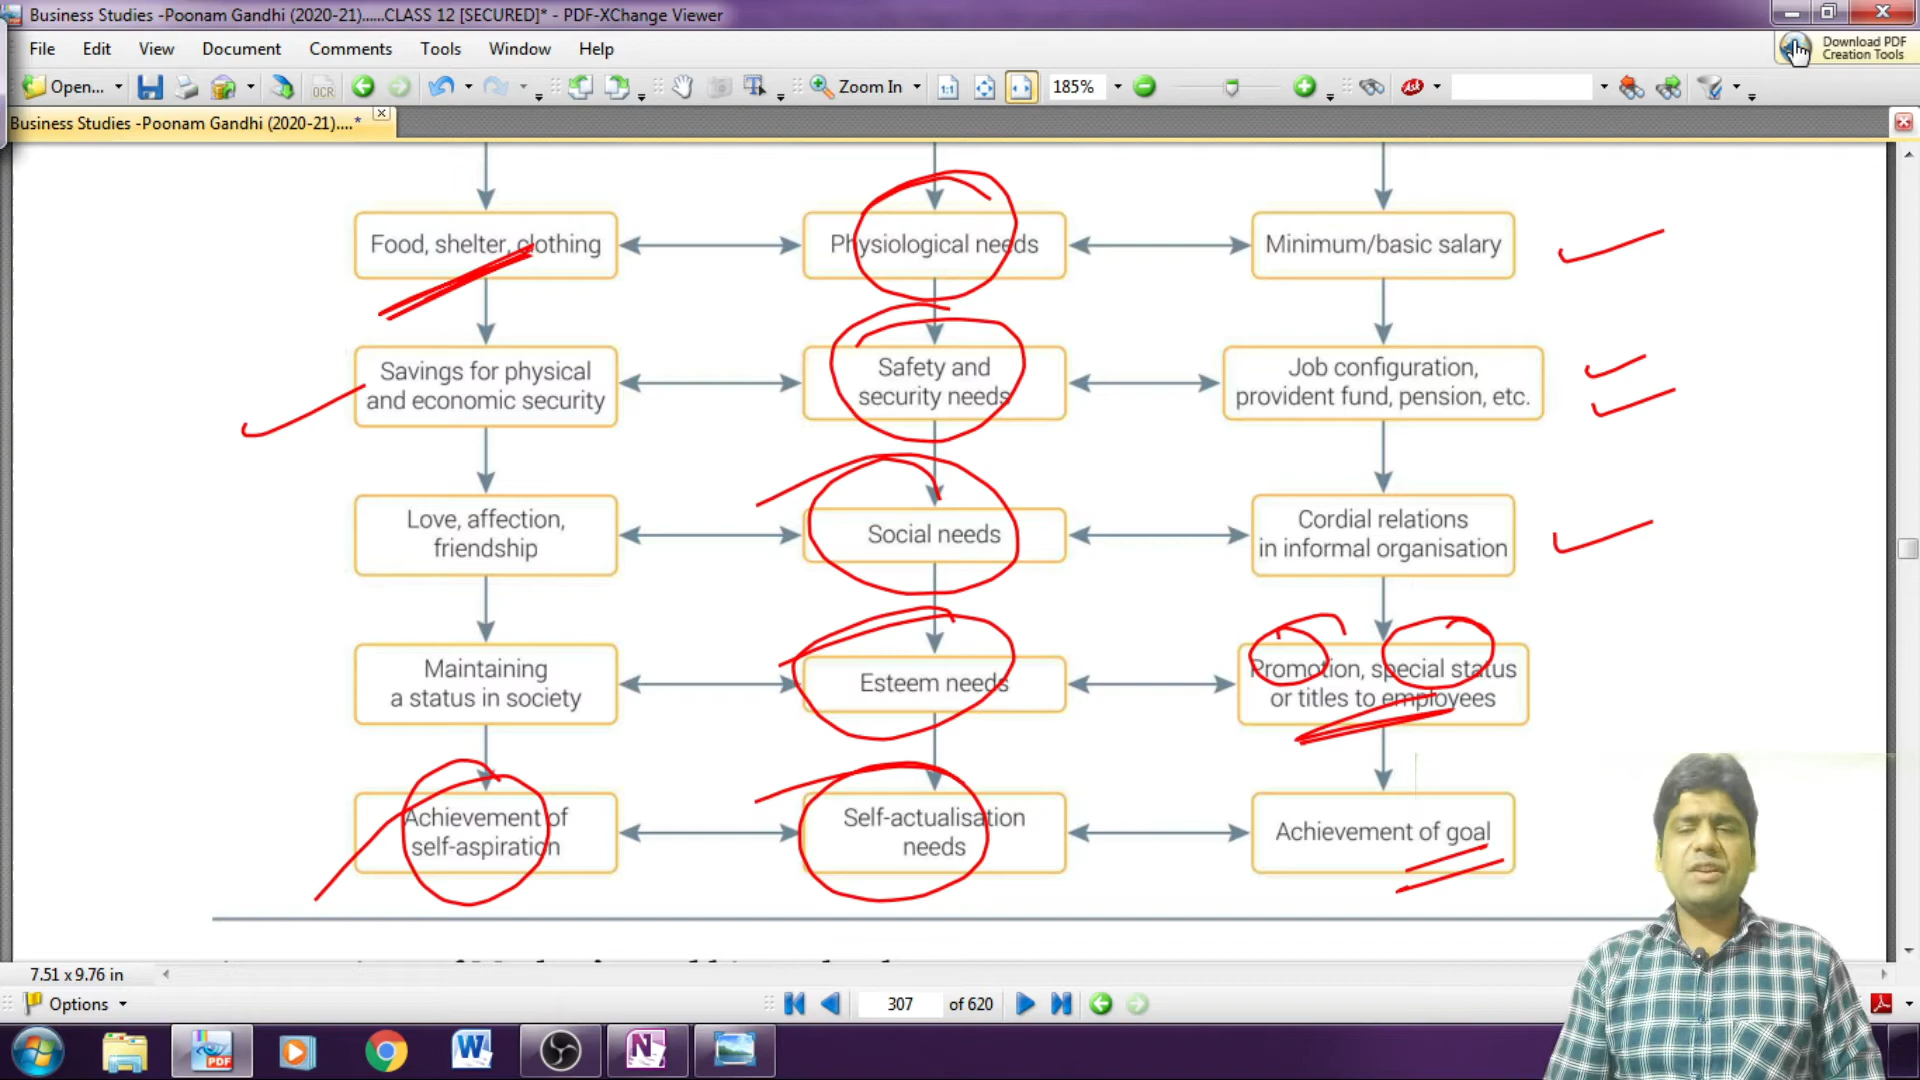 Business Studies -Poonam Gandhi (2020-21)......CLASS 12 [SECURED]* - PDF-XChange Viewer
File Edit View Document Comments Tools Window Help
Download PDF
Creation Tools
Open... OCR Zoom In 1:1 185%
Business Studies -Poonam Gandhi (2020-21)....*
Food, shelter, clothing Physiological needs Minimum/basic salary
Savings for physical
and economic security
Safety and
security needs
Job configuration,
provident fund, pension, etc.
Love, affection,
friendship
Social needs
Cordial relations
in informal organisation
Maintaining
a status in society
Esteem needs
Promotion, special status
or titles to employees
Achievement of
self-aspiration
Self-actualisation
needs
Achievement of goal
7.51 x 9.76 in
Options 307 of 620
PDF W N